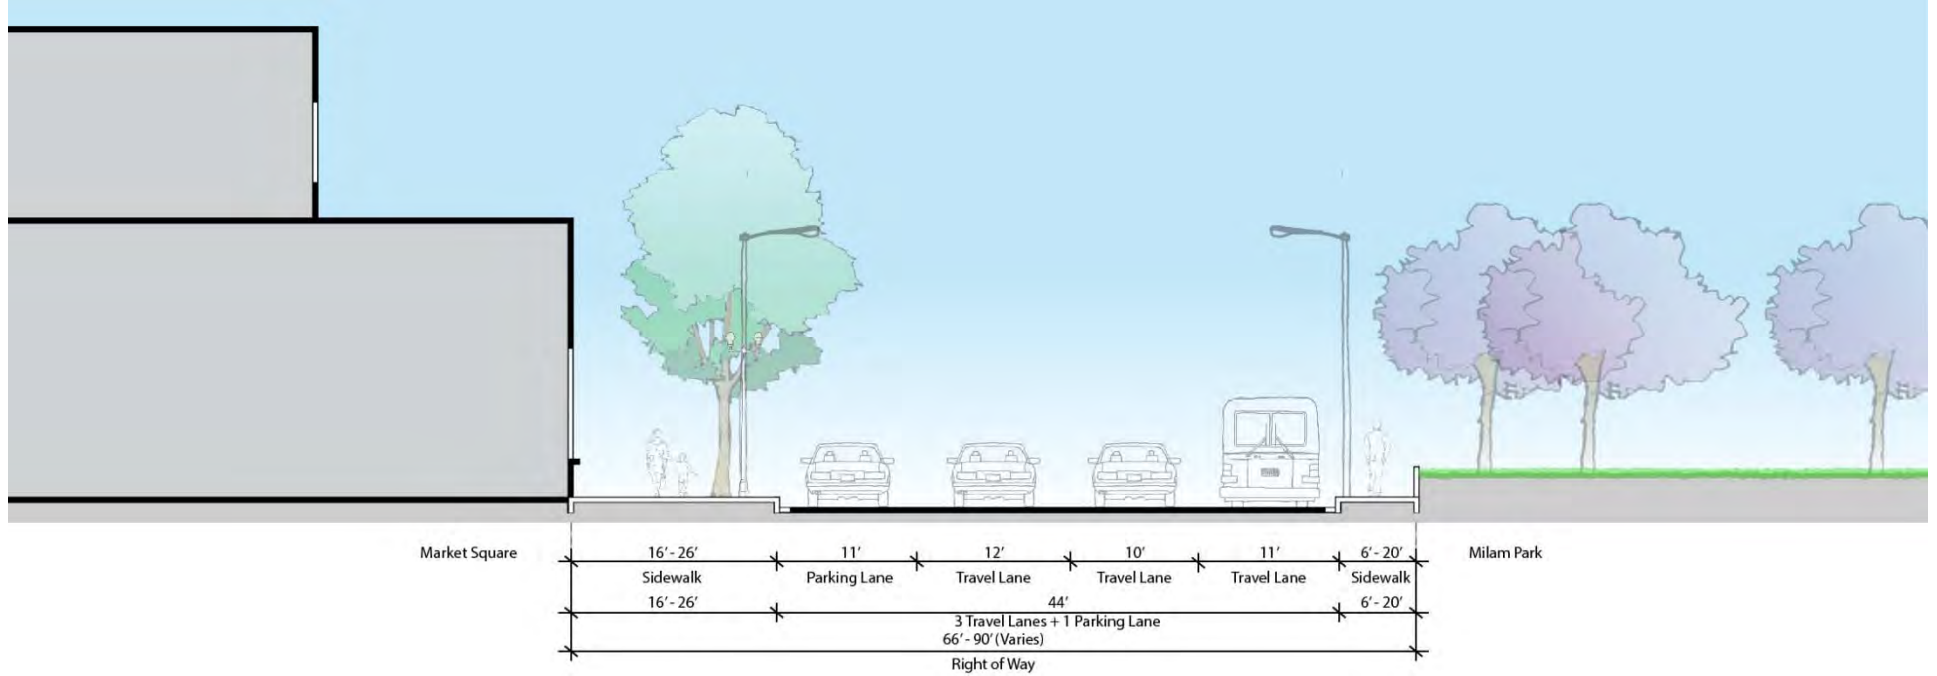 Market Square
16' - 26'
11'
12'
10'
11'
6' - 20'
Milam Park
Sidewalk
Parking Lane
Travel Lane
Travel Lane
Travel Lane
Sidewalk
16' - 26'
44'
6' - 20'
3 Travel Lanes + 1 Parking Lane
66' - 90' (Varies)
Right of Way